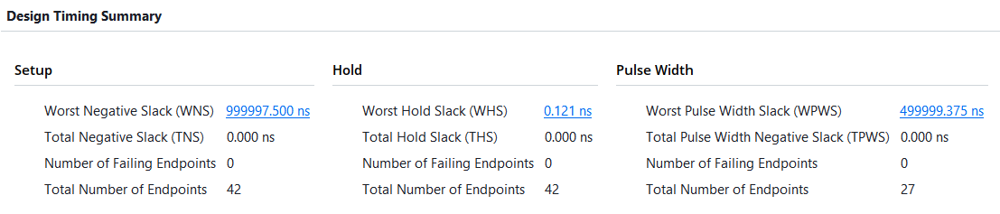 Design Timing Summary
Setup Hold Pulse Width
Worst Negative Slack (WNS) 999997.500 ns Worst Hold Slack (WHS) 0.121 ns Worst Pulse Width Slack (WPWS) 499999.375 ns
Total Negative Slack (TNS) 0.000 ns Total Hold Slack (THS) 0.000 ns Total Pulse Width Negative Slack (TPWS) 0.000 ns
Number of Failing Endpoints 0 Number of Failing Endpoints 0 Number of Failing Endpoints 0
Total Number of Endpoints 42 Total Number of Endpoints 42 Total Number of Endpoints 27